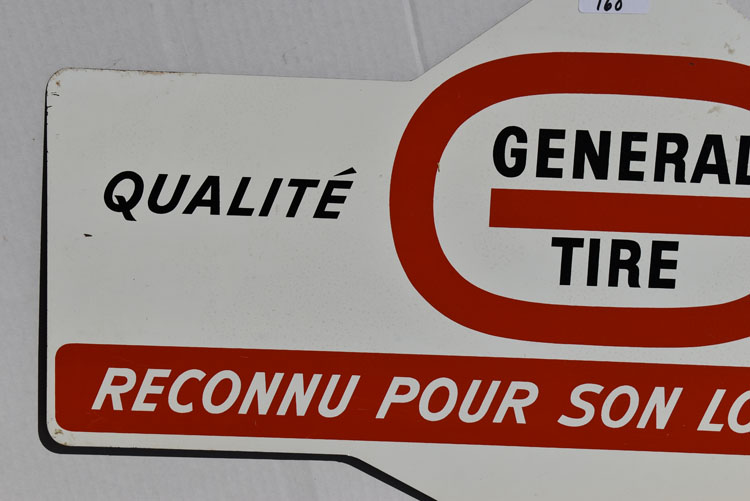 160
QUALITÉ
GENERAL
TIRE
RECONNU POUR SON LO